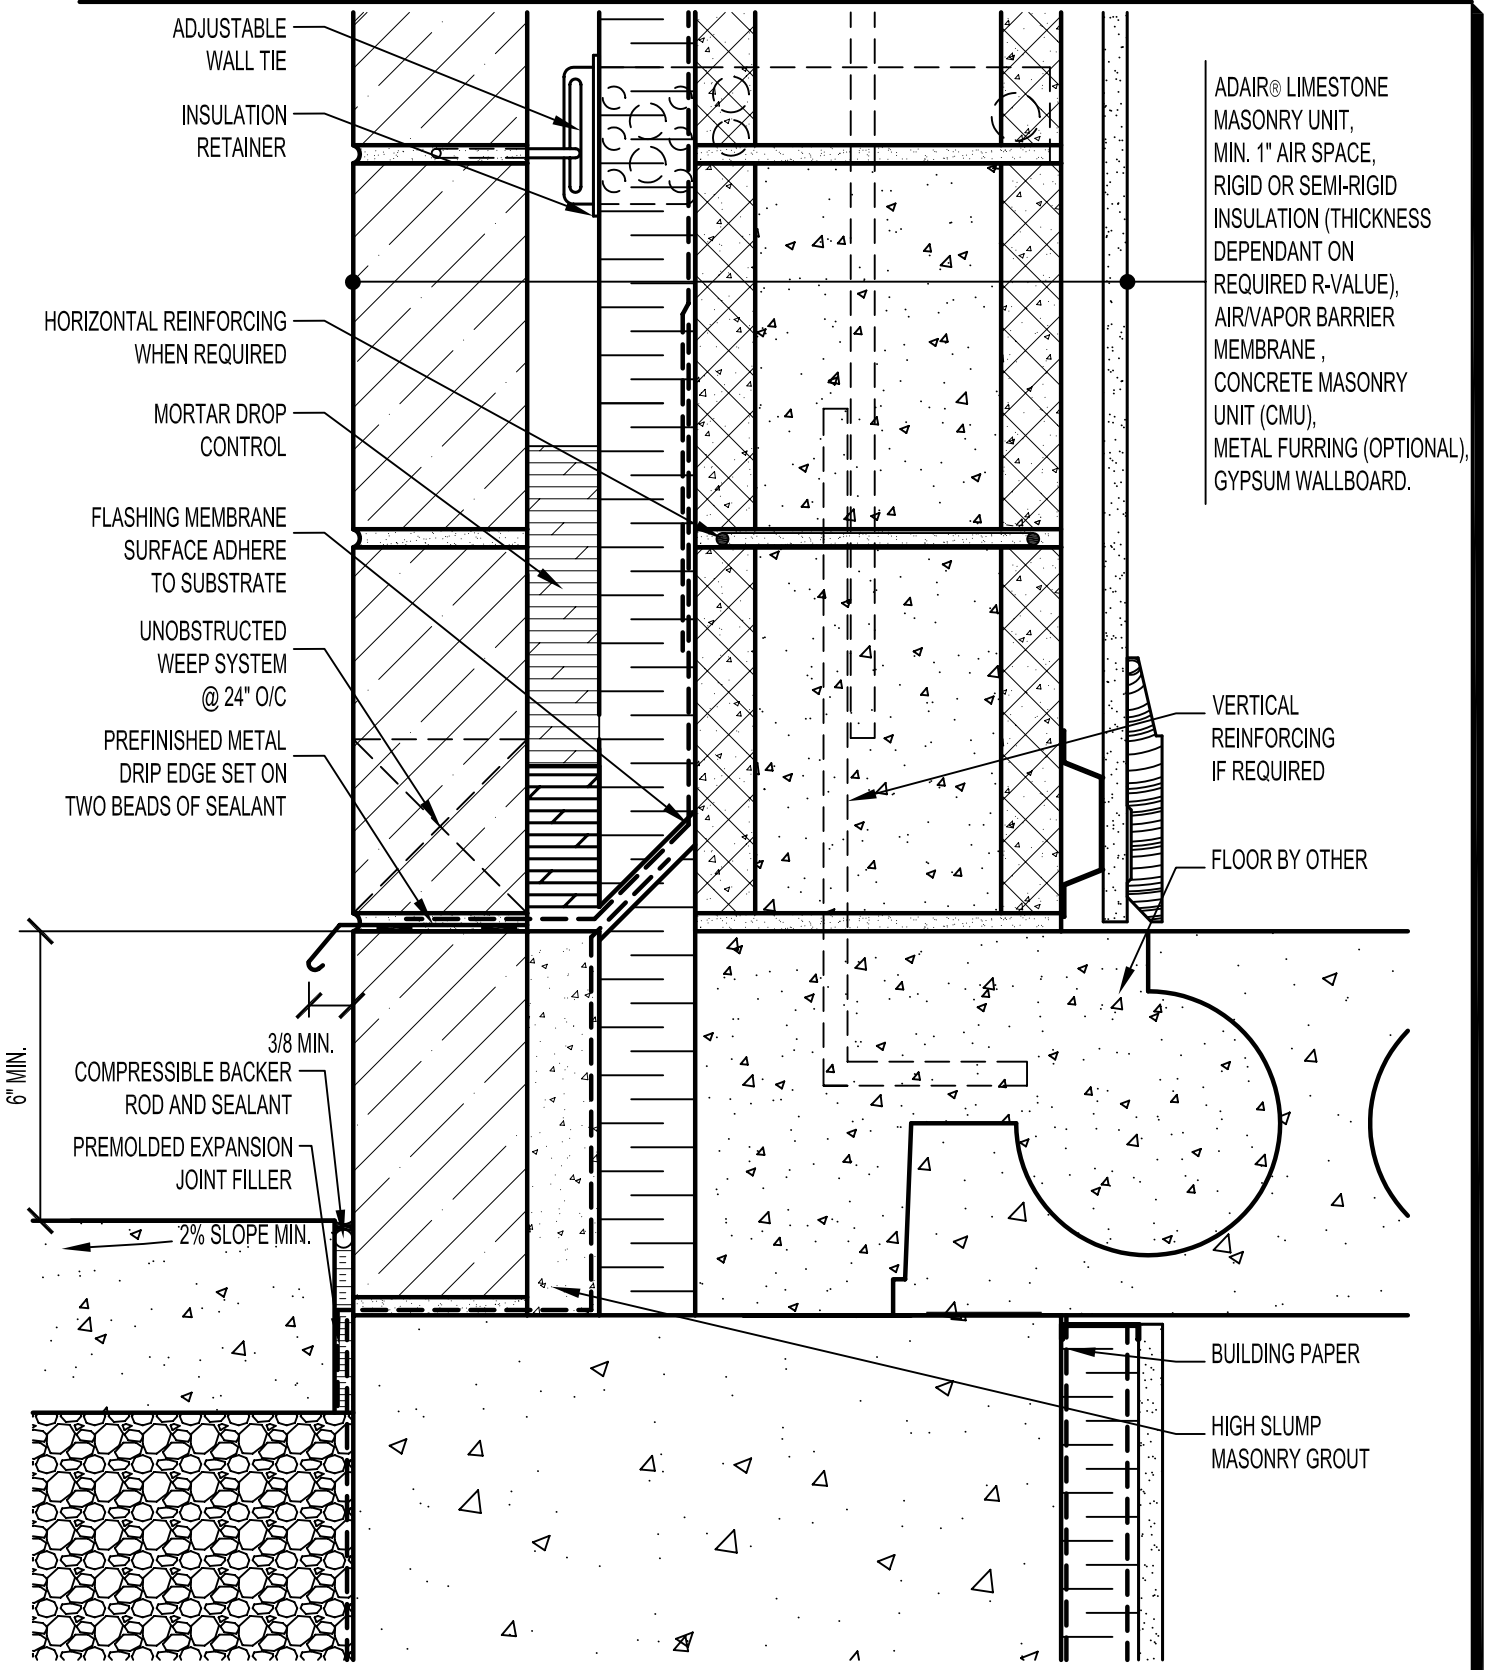 ADJUSTABLE
WALL TIE
INSULATION
RETAINER
HORIZONTAL REINFORCING
WHEN REQUIRED
MORTAR DROP
CONTROL
FLASHING MEMBRANE
SURFACE ADHERE
TO SUBSTRATE
UNOBSTRUCTED
WEEP SYSTEM
@ 24" O/C
PREFINISHED METAL
DRIP EDGE SET ON
TWO BEADS OF SEALANT
3/8 MIN.
6" MIN.
COMPRESSIBLE BACKER
ROD AND SEALANT
PREMOLDED EXPANSION
JOINT FILLER
2% SLOPE MIN.
ADAIR® LIMESTONE
MASONRY UNIT,
MIN. 1" AIR SPACE,
RIGID OR SEMI-RIGID
INSULATION (THICKNESS
DEPENDANT ON
REQUIRED R-VALUE),
AIR/VAPOR BARRIER
MEMBRANE ,
CONCRETE MASONRY
UNIT (CMU),
METAL FURRING (OPTIONAL),
GYPSUM WALLBOARD.
VERTICAL
REINFORCING
IF REQUIRED
FLOOR BY OTHER
BUILDING PAPER
HIGH SLUMP
MASONRY GROUT